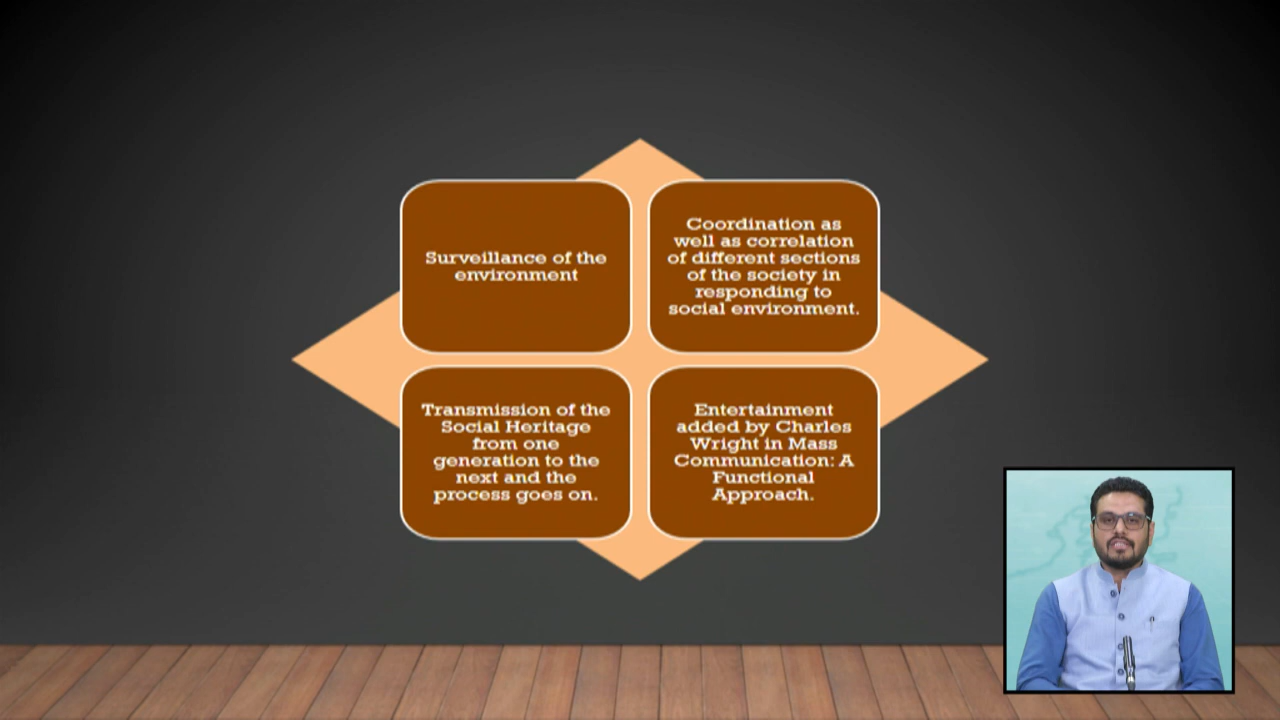 Surveillance of the
environment
Coordination as
well as correlation
of different sections
of the society in
responding to
social environment.
Transmission of the
Social Heritage
from one
generation to the
next and the
process goes on.
Entertainment
added by Charles
Wright in Mass
Communication: A
Functional
Approach.